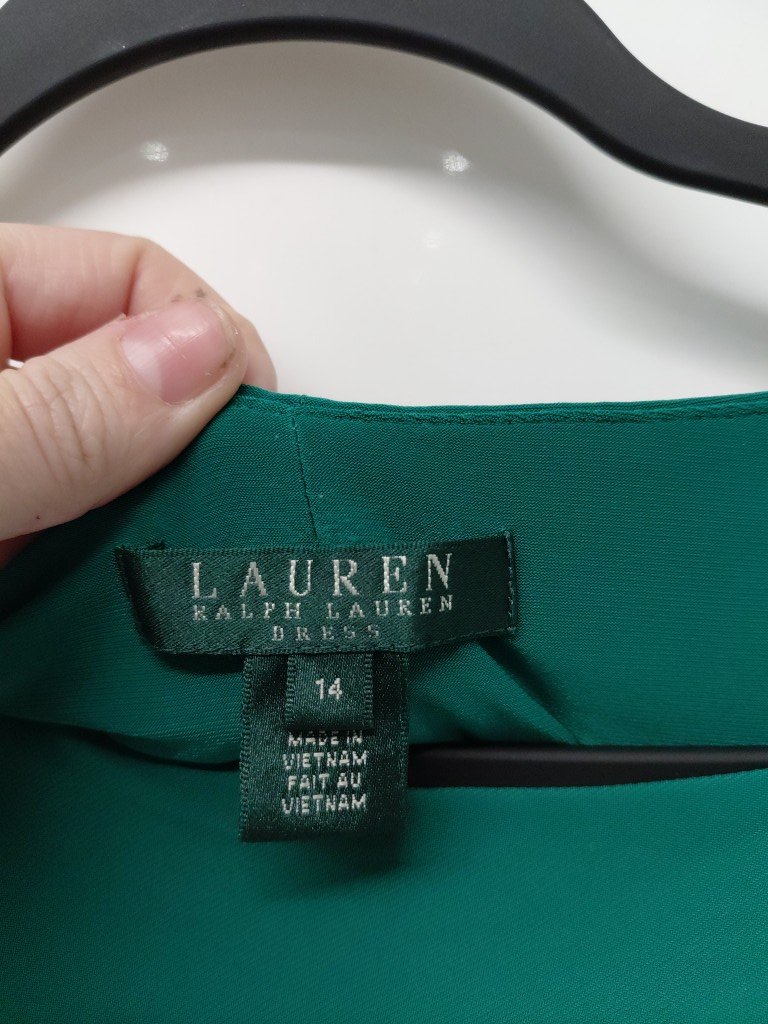 LAUREN
RALPH LAUREN
DRESS
14
MADE IN
VIETNAM
FAIT AU
VIETNAM